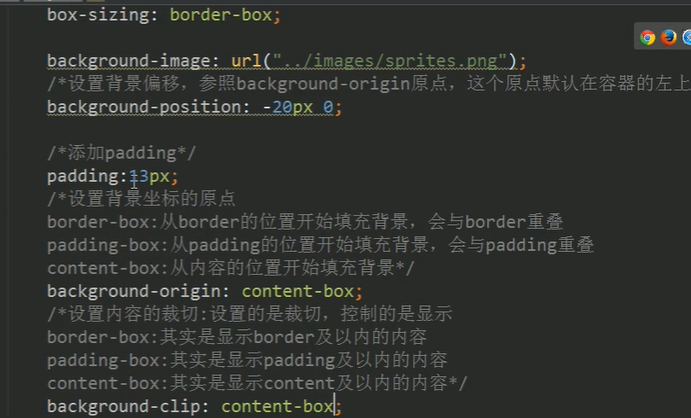 box-sizing: border-box;
background-image: url("../images/sprites.png");
/*设置背景偏移，参照background-origin原点，这个原点默认在容器的左上
background-position: -20px 0;
/*添加padding*/
padding:13px;
/*设置背景坐标的原点
border-box:从border的位置开始填充背景，会与border重叠
padding-box:从padding的位置开始填充背景，会与padding重叠
content-box:从内容的位置开始填充背景*/
background-origin: content-box;
/*设置内容的裁切:设置的是裁切，控制的是显示
border-box:其实是显示border及以内的内容
padding-box:其实是显示padding及以内的内容
content-box:其实是显示content及以内的内容*/
background-clip: content-box;